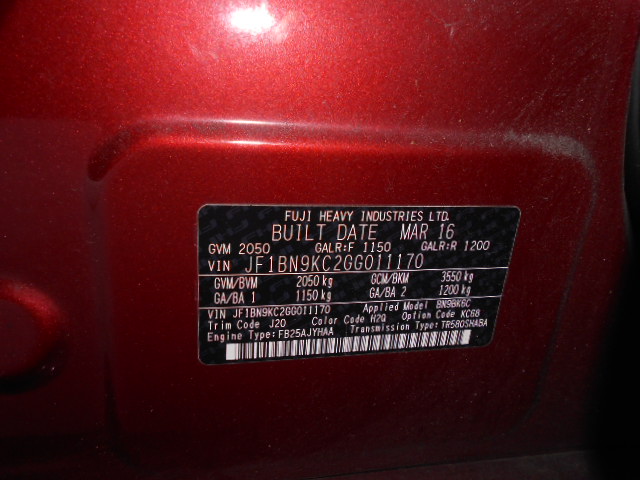 FUJI HEAVY INDUSTRIES LTD.
BUILT DATE MAR 16
GVM 2050 GALR:F 1150 GALR:R 1200
VIN JF1BN9KC2GG011170
GVM/BVM 2050 kg GCM/BKM 3550 kg
GA/BA 1 1150 kg GA/BA 2 1200 kg
VIN JF1BN9KC2GG011170 Applied Model BN9BK6C
Trim Code J20 Color Code H2Q Option Code KC6B
Engine Type:FB25AJYHAA Transmission Type:TR580SHABA